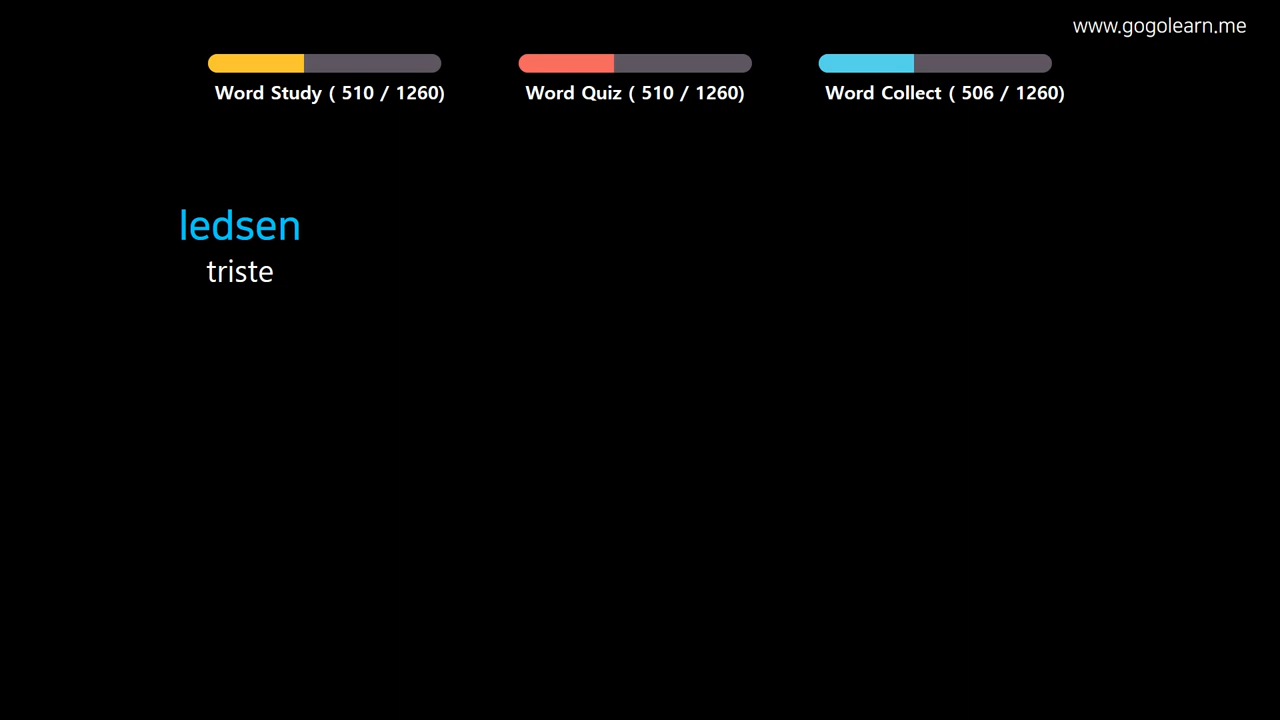 www.gogolearn.me
Word Study ( 510 / 1260)
Word Quiz ( 510 / 1260)
Word Collect ( 506 / 1260)
ledsen
triste